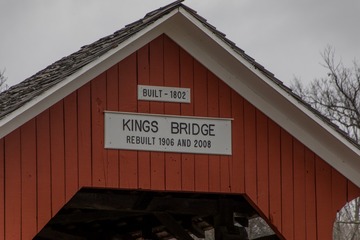 BUILT - 1802
KINGS BRIDGE
REBUILT 1906 AND 2008